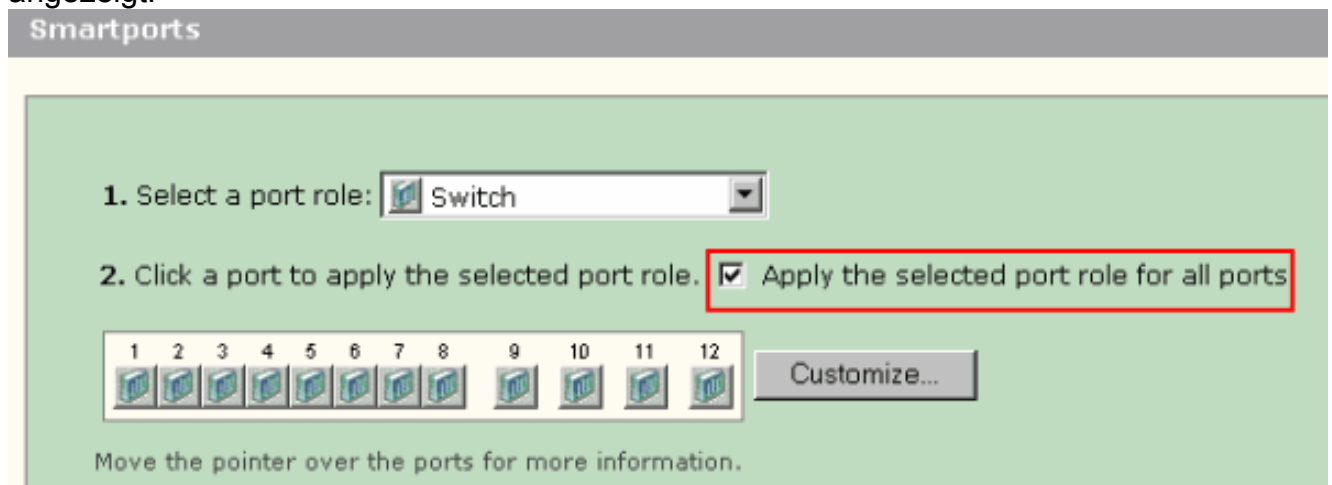 angezeigt.
Smartports
1. Select a port role: Switch
2. Click a port to apply the selected port role. Apply the selected port role for all ports
1 2 3 4 5 6 7 8 9 10 11 12
Customize...
Move the pointer over the ports for more information.